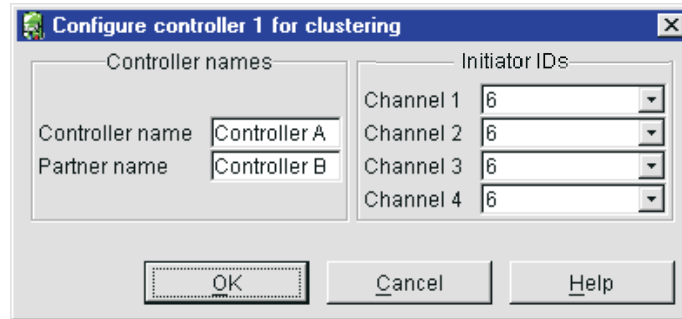 Configure controller 1 for clustering
Controller names
Controller name Controller A
Partner name Controller B
Initiator IDs
Channel 1 6
Channel 2 6
Channel 3 6
Channel 4 6
OK Cancel Help